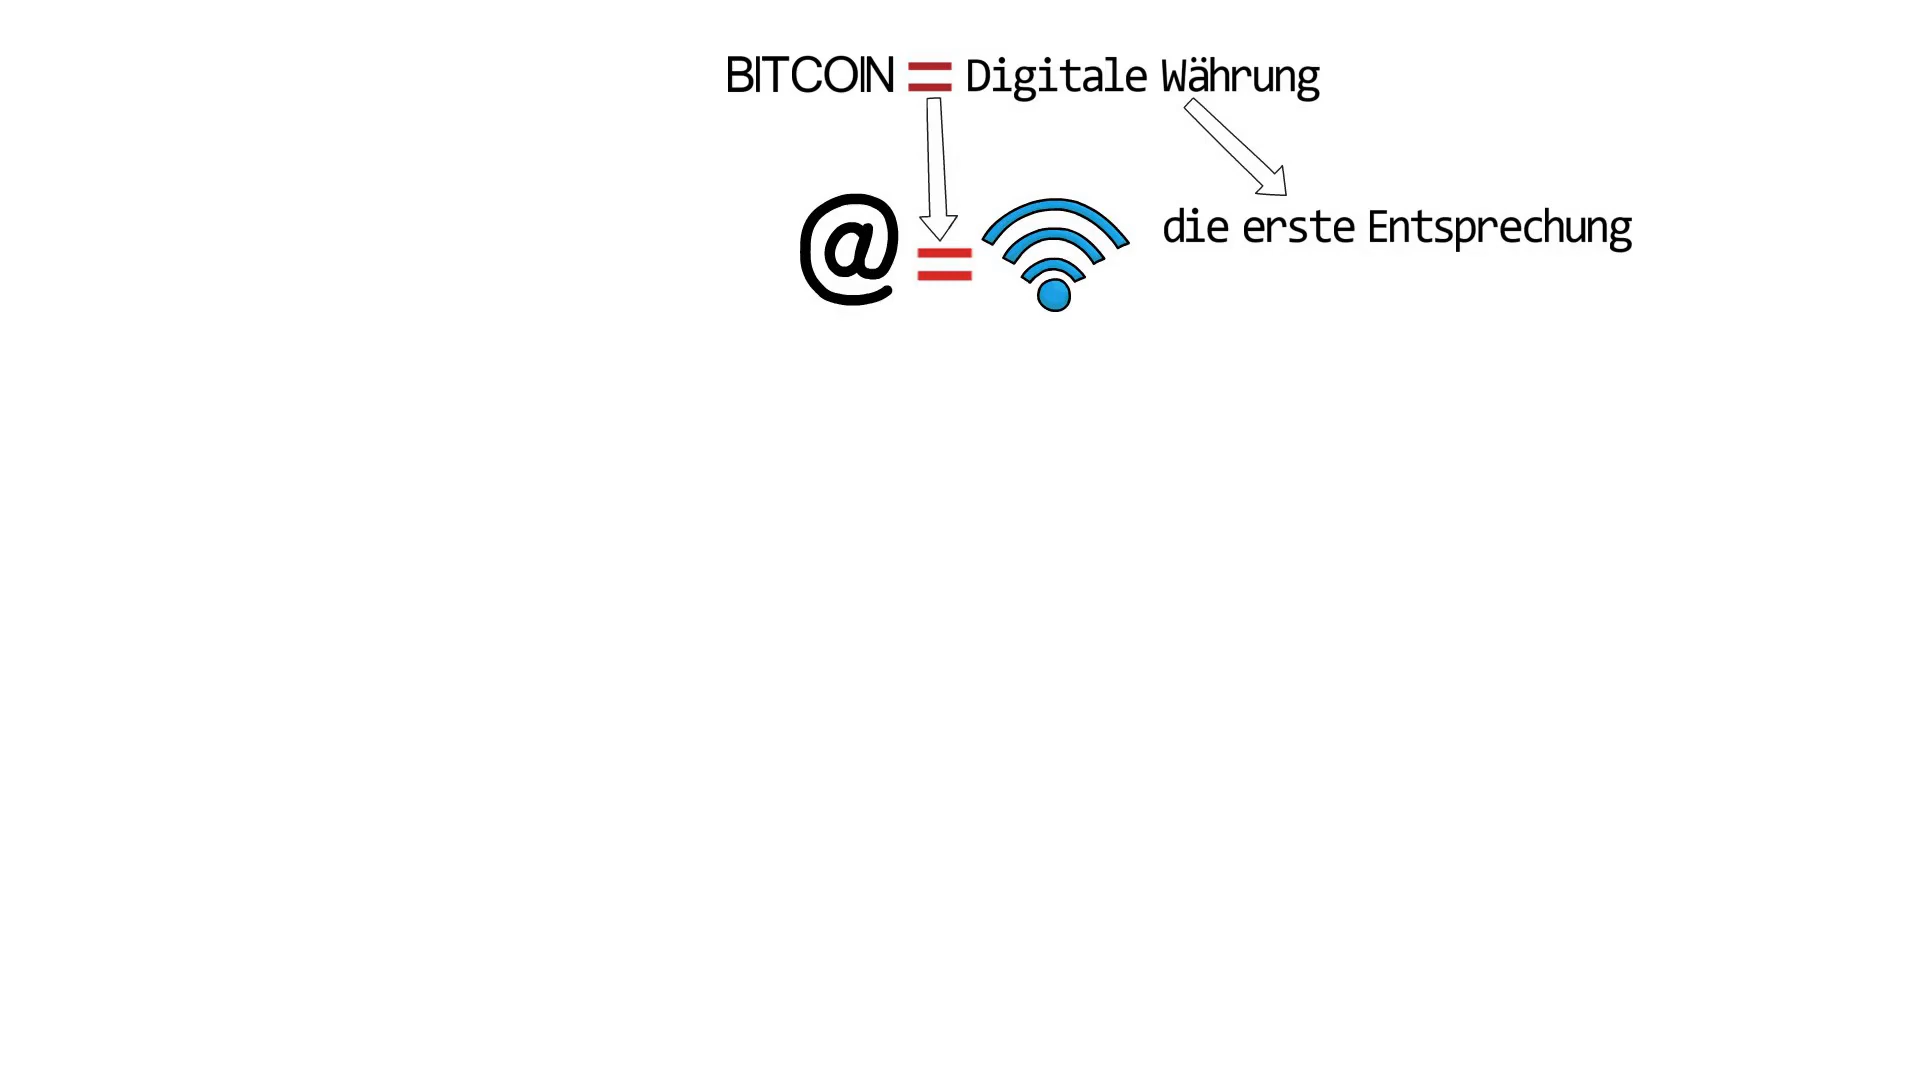 BITCOIN = Digitale Währung
@ = die erste Entsprechung